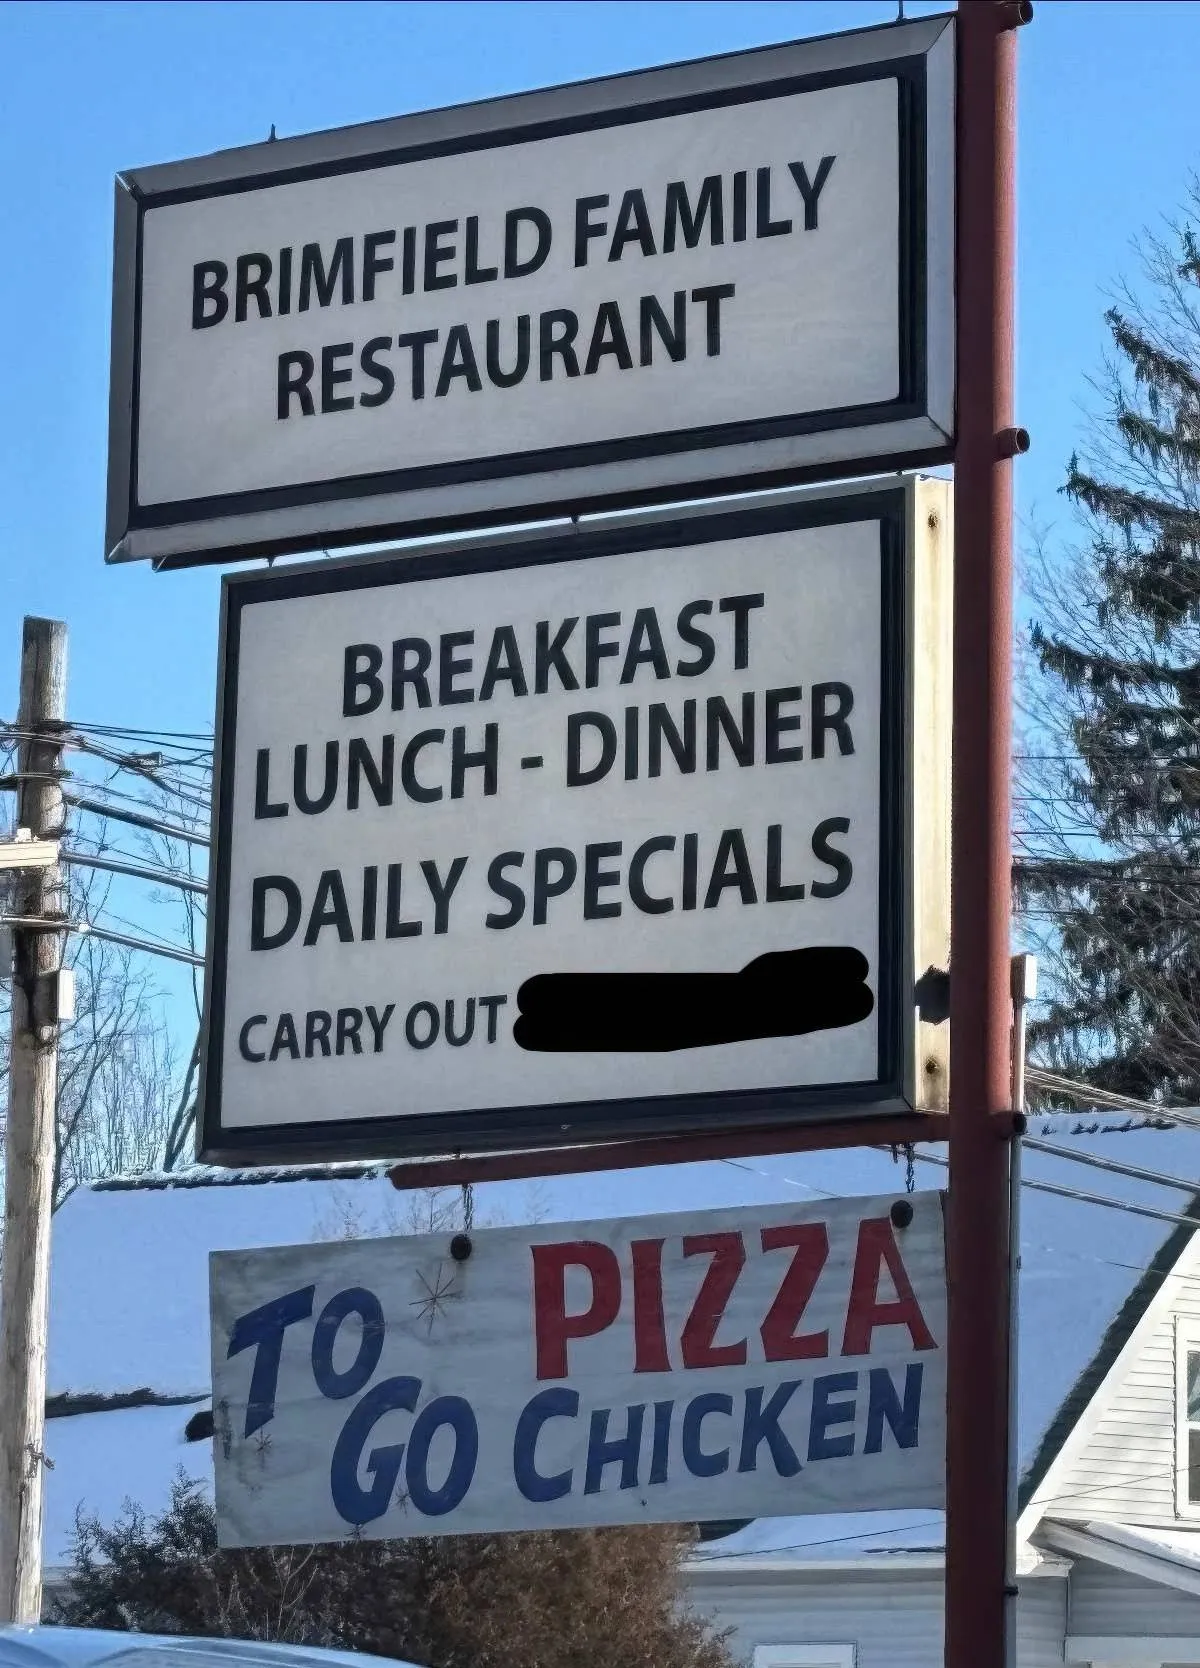 BRIMFIELD FAMILY
RESTAURANT
BREAKFAST
LUNCH - DINNER
DAILY SPECIALS
CARRY OUT
TO GO
PIZZA
CHICKEN